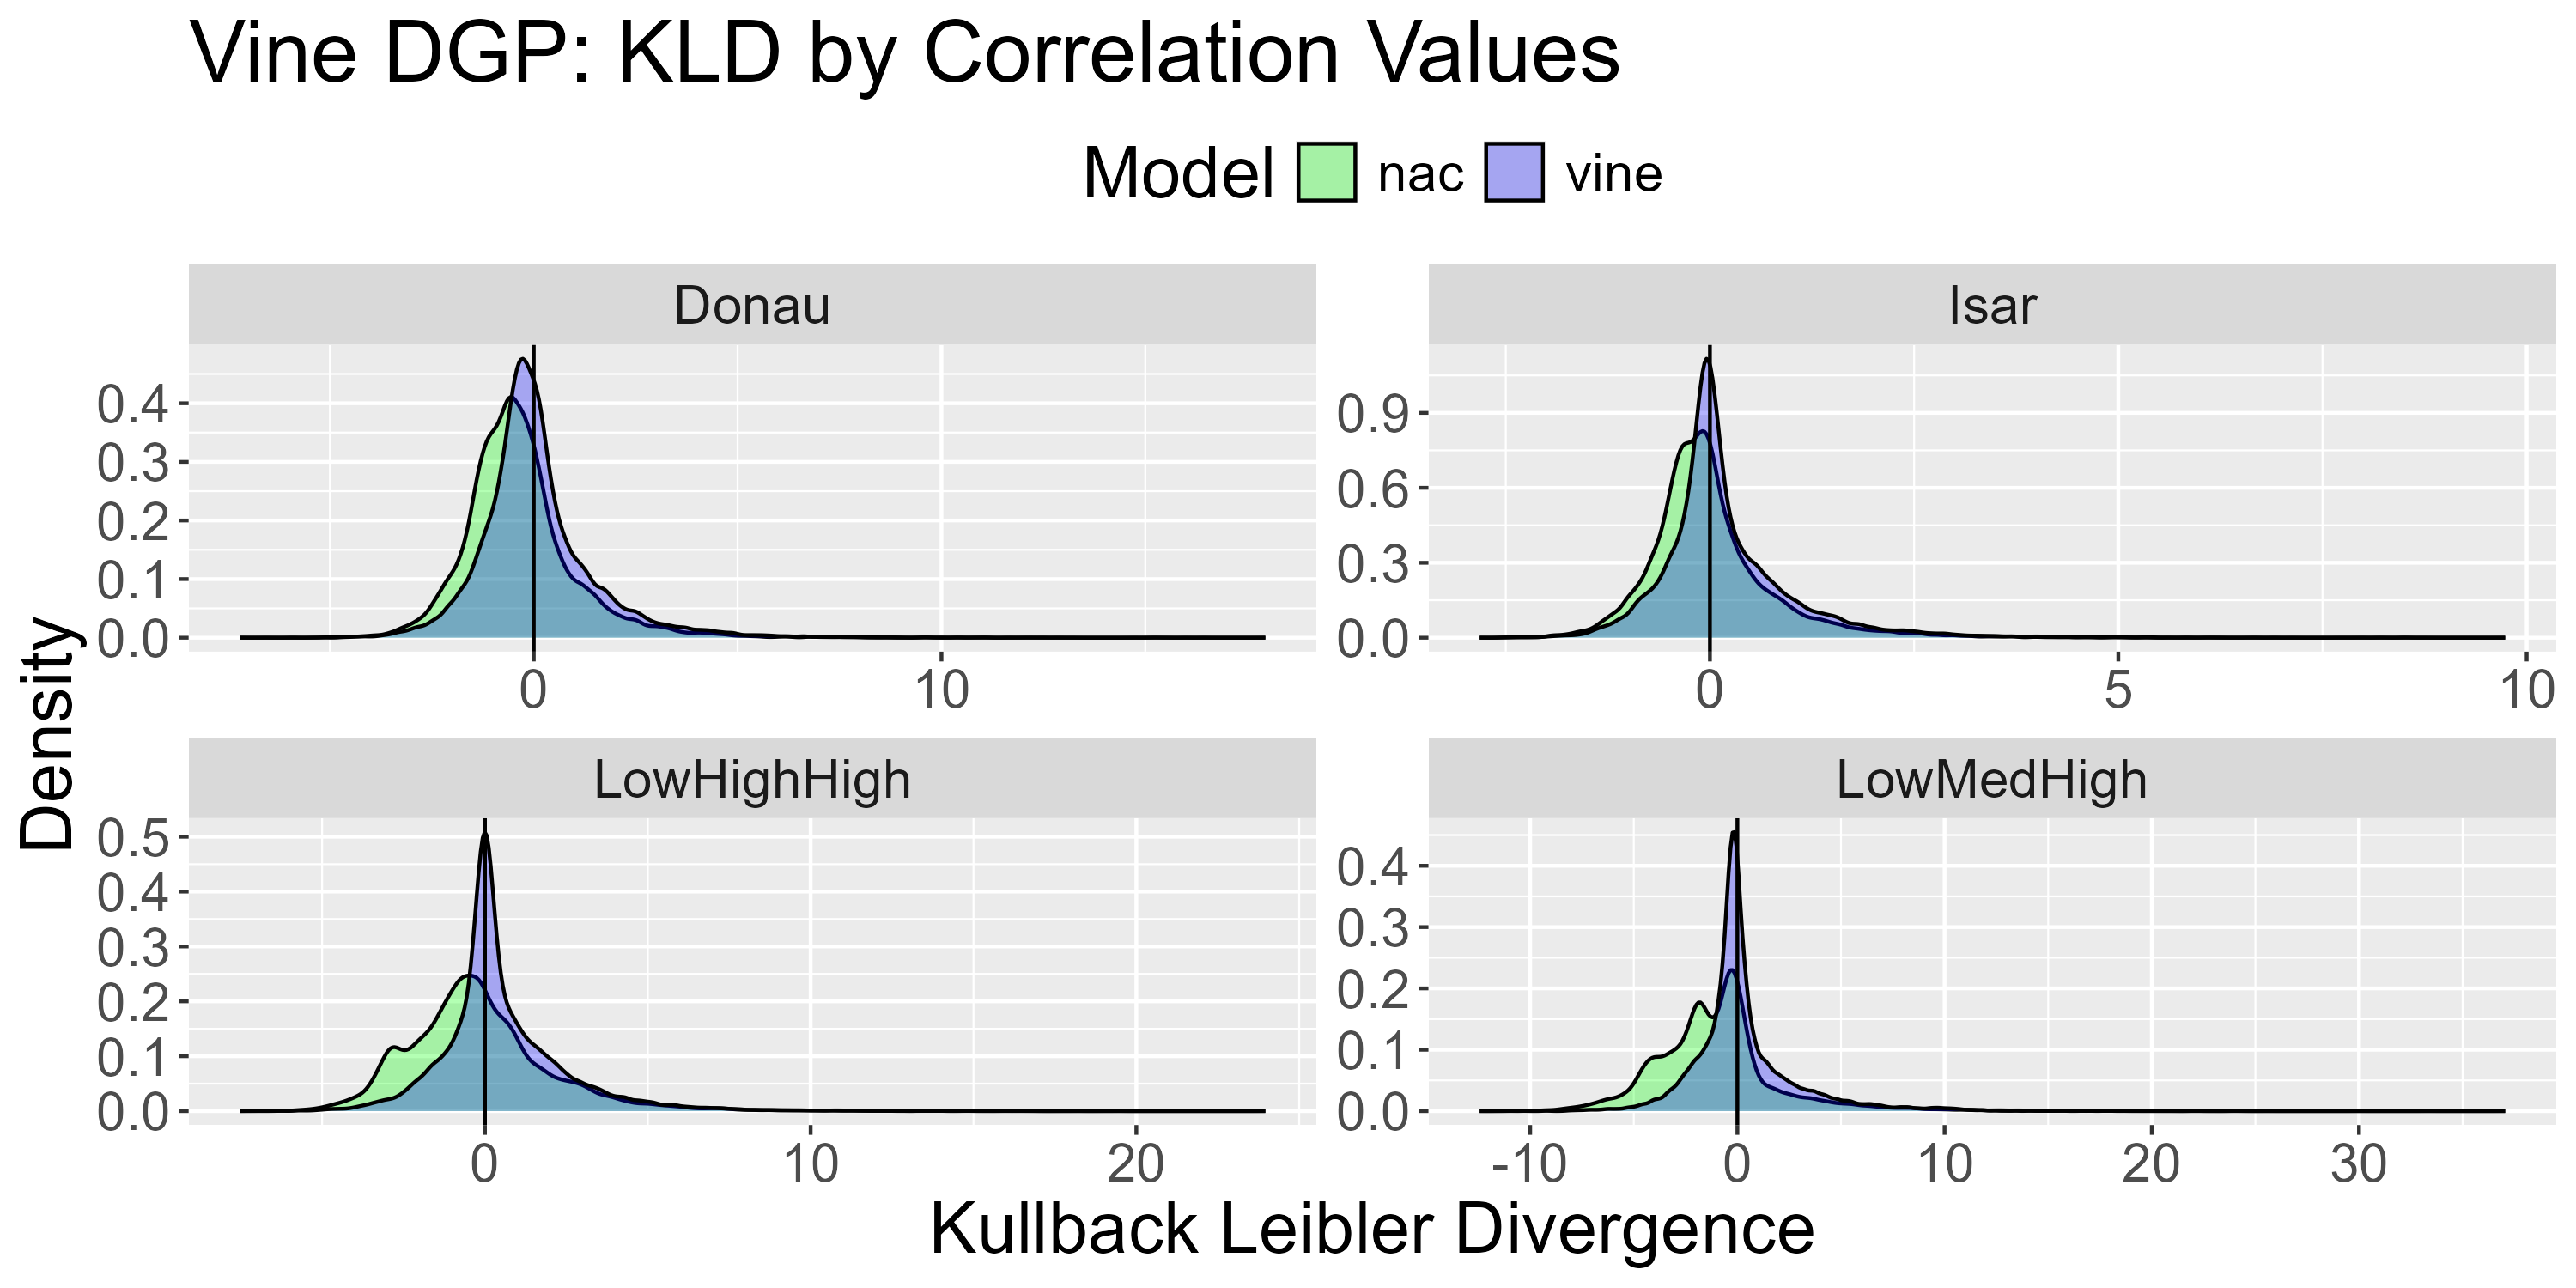 Vine DGP: KLD by Correlation Values
Model nac vine
Donau
Isar
0.4
0.3
0.2
0.1
0.0
0 10
0.9
0.6
0.3
0.0
0 5 10
Density
LowHighHigh
LowMedHigh
0.5
0.4
0.3
0.2
0.1
0.0
0 10 20
0.4
0.3
0.2
0.1
0.0
-10 0 10 20 30
Kullback Leibler Divergence